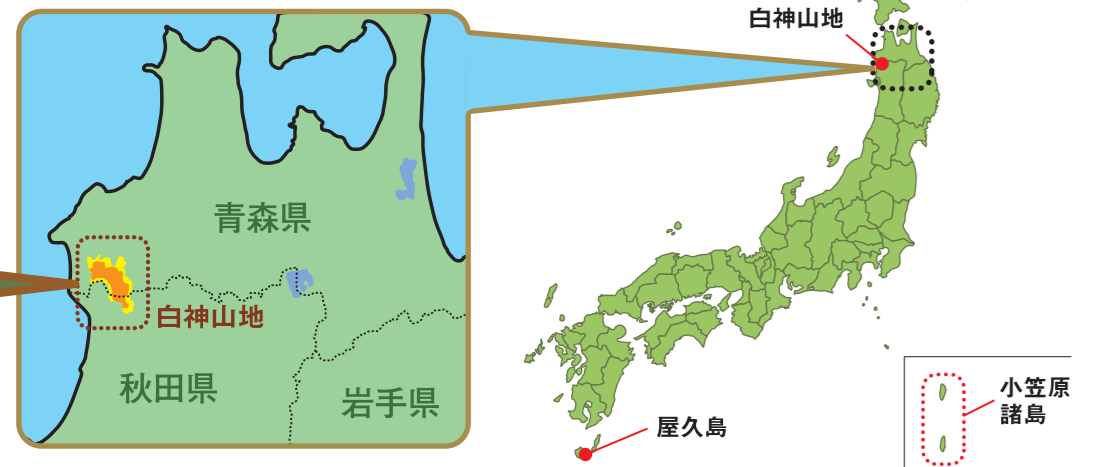 白神山地
青森県
白神山地
秋田県
岩手県
屋久島
小笠原
諸島